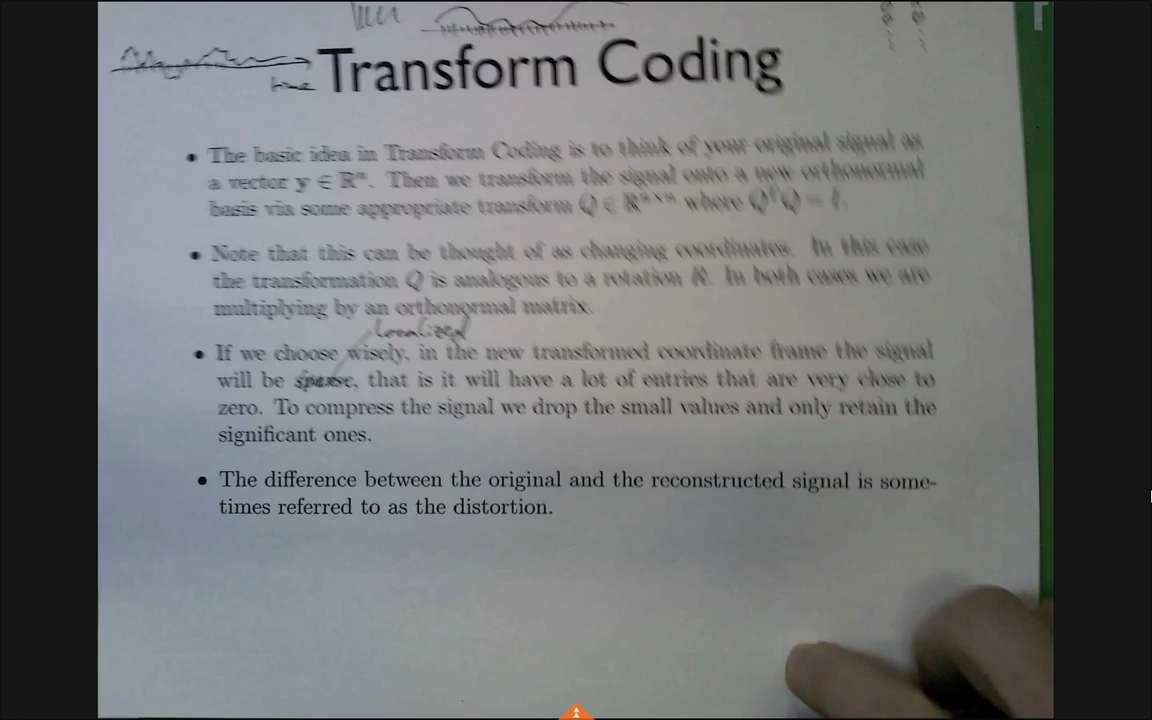 Transform Coding
time
• The basic idea in Transform Coding is to think of your original signal as
a vector y ∈ Rⁿ. Then we transform the signal onto a new orthonormal
basis via some appropriate transform Q ∈ Rⁿˣⁿ where QᵗQ = I.
• Note that this can be thought of as changing coordinates. In this case
the transformation Q is analogous to a rotation R. In both cases we are
multiplying by an orthonormal matrix.
Localized
• If we choose wisely, in the new transformed coordinate frame the signal
will be sparse, that is it will have a lot of entries that are very close to
zero. To compress the signal we drop the small values and only retain the
significant ones.
• The difference between the original and the reconstructed signal is some-
times referred to as the distortion.